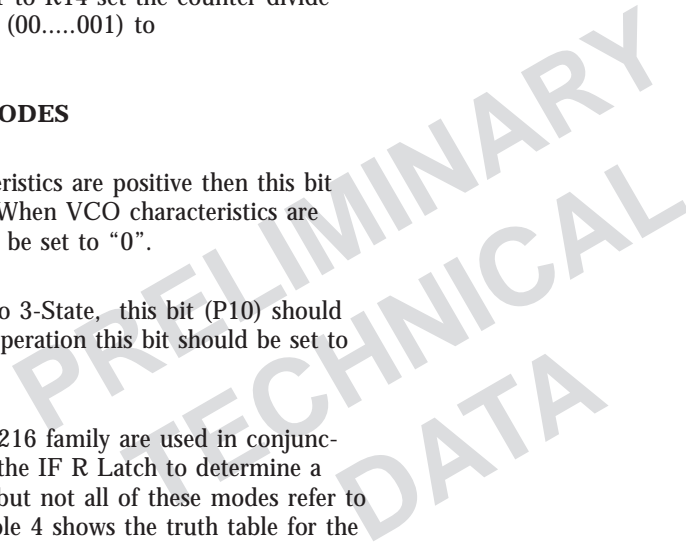 to R14 set the counter divide
(00.....001) to
ODES
eristics are positive then this bit
When VCO characteristics are
be set to “0”.
o 3-State, this bit (P10) should
peration this bit should be set to
216 family are used in conjunc-
the IF R Latch to determine a
but not all of these modes refer to
ole 4 shows the truth table for the
PRELIMINARY
TECHNICAL
DATA